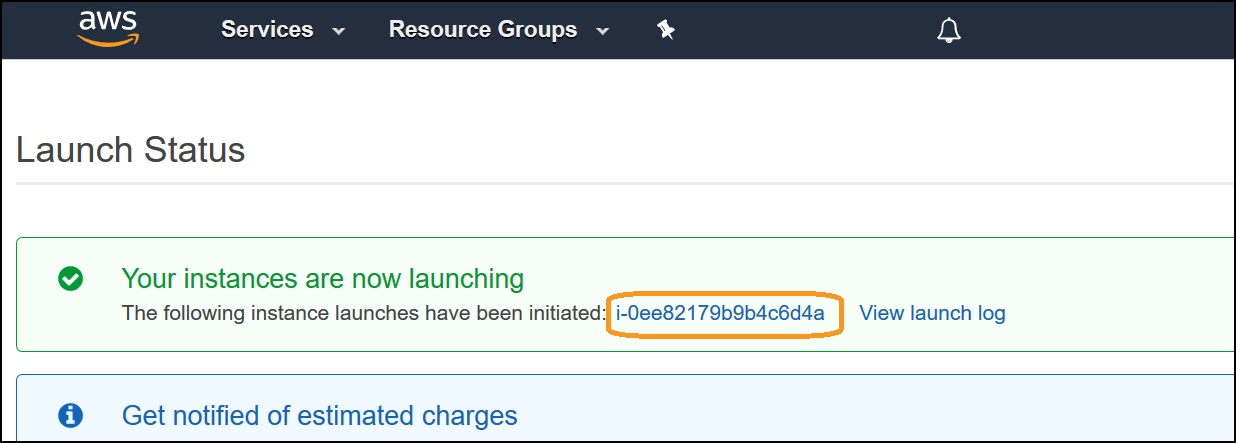 aws Services Resource Groups
Launch Status
Your instances are now launching
The following instance launches have been initiated: i-0ee82179b9b4c6d4a View launch log
Get notified of estimated charges